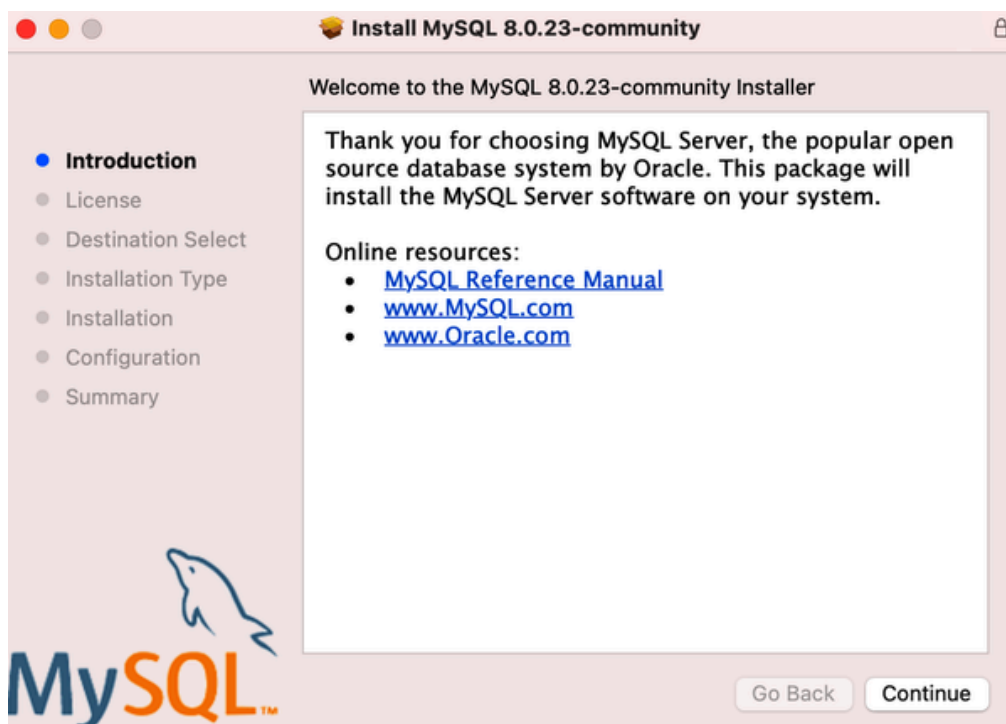 Install MySQL 8.0.23-community
Welcome to the MySQL 8.0.23-community Installer
Introduction
License
Destination Select
Installation Type
Installation
Configuration
Summary
Thank you for choosing MySQL Server, the popular open
source database system by Oracle. This package will
install the MySQL Server software on your system.
Online resources:
• MySQL Reference Manual
• www.MySQL.com
• www.Oracle.com
MySQL™
Go Back
Continue